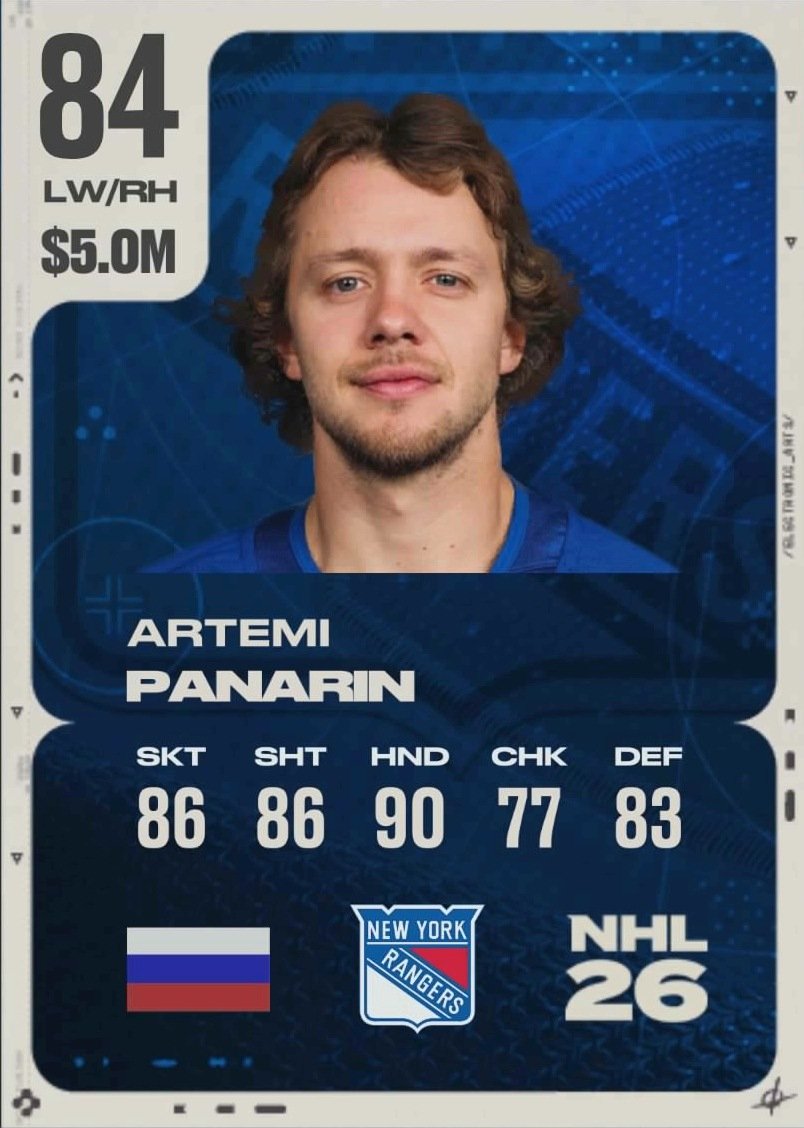 84
LW/RH
$5.0M
/ELECTRONIC_ARTS/
ARTEMI
PANARIN
SKT SHT HND CHK DEF
86 86 90 77 83
NEW YORK
RANGERS
NHL
26